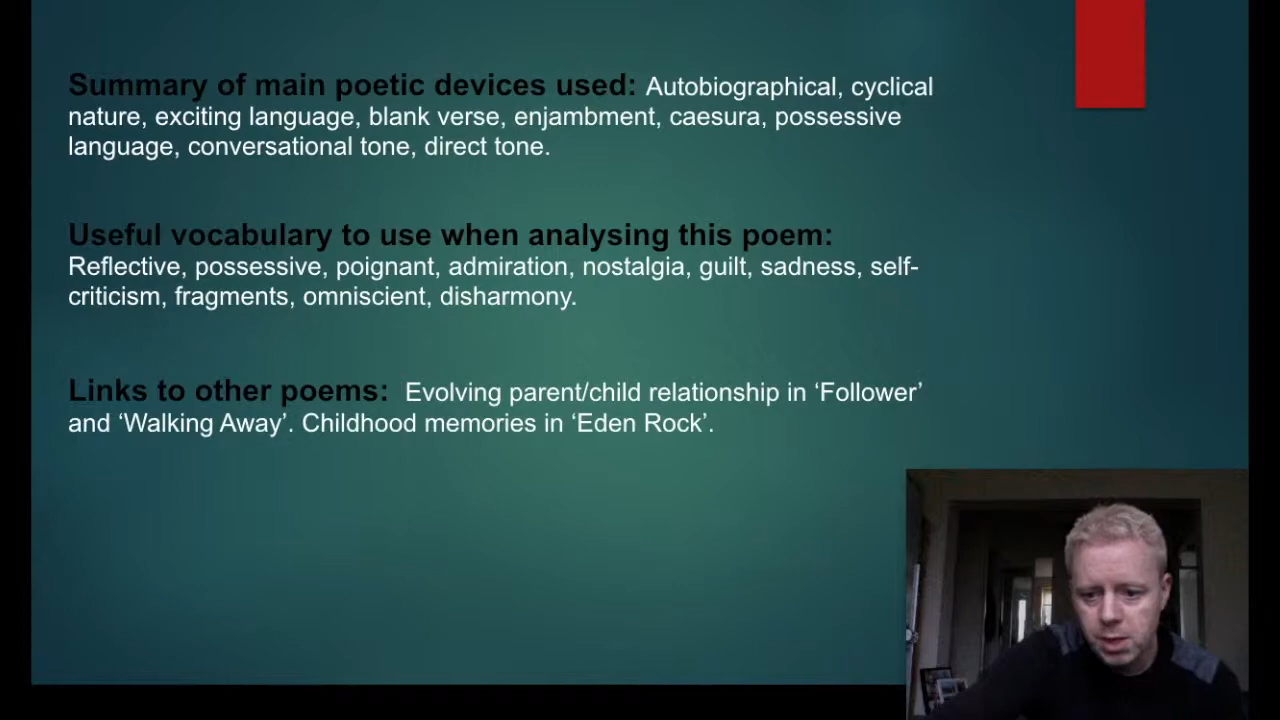 Summary of main poetic devices used: Autobiographical, cyclical
nature, exciting language, blank verse, enjambment, caesura, possessive
language, conversational tone, direct tone.
Useful vocabulary to use when analysing this poem:
Reflective, possessive, poignant, admiration, nostalgia, guilt, sadness, self-
criticism, fragments, omniscient, disharmony.
Links to other poems: Evolving parent/child relationship in ‘Follower’
and ‘Walking Away’. Childhood memories in ‘Eden Rock’.